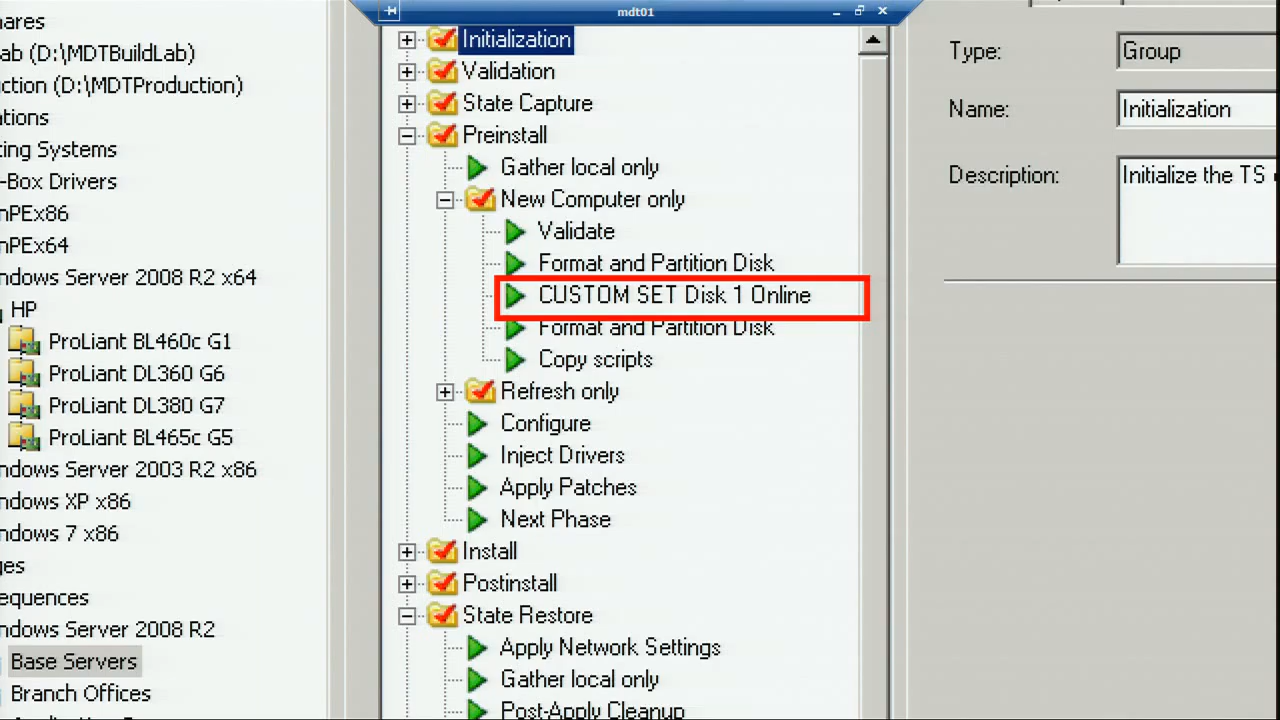 mdt01
ares
ab (D:\MDTBuildLab)
ction (D:\MDTProduction)
ations
ting Systems
-Box Drivers
nPEx86
nPEx64
ndows Server 2008 R2 x64
HP
ProLiant BL460c G1
ProLiant DL360 G6
ProLiant DL380 G7
ProLiant BL465c G5
ndows Server 2003 R2 x86
ndows XP x86
ndows 7 x86
ges
equences
ndows Server 2008 R2
Base Servers
Branch Offices
Initialization
Validation
State Capture
Preinstall
Gather local only
New Computer only
Validate
Format and Partition Disk
CUSTOM SET Disk 1 Online
Format and Partition Disk
Copy scripts
Refresh only
Configure
Inject Drivers
Apply Patches
Next Phase
Install
Postinstall
State Restore
Apply Network Settings
Gather local only
Post-Apply Cleanup
Type:
Group
Name:
Initialization
Description:
Initialize the TS